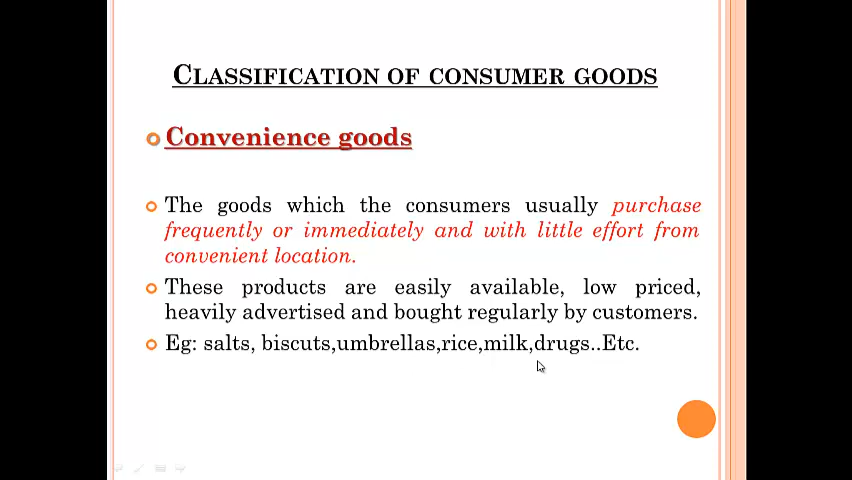 CLASSIFICATION OF CONSUMER GOODS
Convenience goods
The goods which the consumers usually purchase
frequently or immediately and with little effort from
convenient location.
These products are easily available, low priced,
heavily advertised and bought regularly by customers.
Eg: salts, biscuts,umbrellas,rice,milk,drugs..Etc.